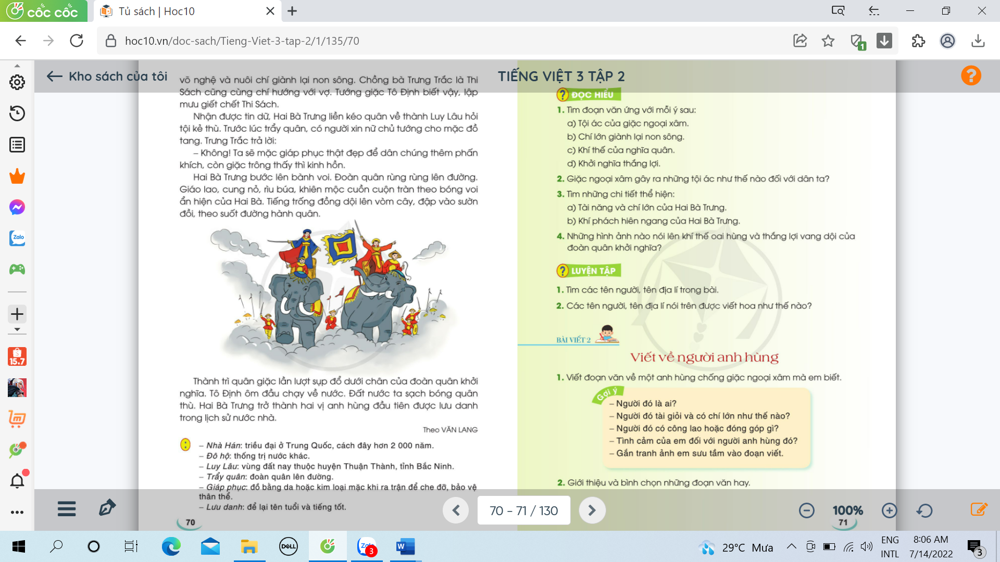 cốc cốc
Tủ sách | Hoc10
hoc10.vn/doc-sach/Tieng-Viet-3-tap-2/1/135/70
1
Kho sách của tôi
TIẾNG VIỆT 3 TẬP 2
võ nghệ và nuôi chí giành lại non sông. Chồng bà Trưng Trắc là Thi
Sách cũng cùng chí hướng với vợ. Tướng giặc Tô Định biết vậy, lập
mưu giết chết Thi Sách.
Nhận được tin dữ, Hai Bà Trưng liền kéo quân về thành Luy Lâu hỏi
tội kẻ thù. Trước lúc trẩy quân, có người xin nữ chủ tướng cho mặc đồ
tang. Trưng Trắc trả lời:
– Không! Ta sẽ mặc giáp phục thật đẹp để dân chúng thêm phấn
khích, còn giặc trông thấy thì kinh hồn.
Hai Bà Trưng bước lên bành voi. Đoàn quân rùng rùng lên đường.
Giáo lao, cung nỏ, rìu búa, khiên mộc cuồn cuộn tràn theo bóng voi
ẩn hiện của Hai Bà. Tiếng trống đồng dội lên vòm cây, đập vào sườn
đồi, theo suốt đường hành quân.
Thành trì quân giặc lần lượt sụp đổ dưới chân của đoàn quân khởi
nghĩa. Tô Định ôm đầu chạy về nước. Đất nước ta sạch bóng quân
thù. Hai Bà Trưng trở thành hai vị anh hùng đầu tiên được lưu danh
trong lịch sử nước nhà.
Theo VĂN LANG
– Nhà Hán: triều đại ở Trung Quốc, cách đây hơn 2 000 năm.
– Đô hộ: thống trị nước khác.
– Luy Lâu: vùng đất nay thuộc huyện Thuận Thành, tỉnh Bắc Ninh.
– Trẩy quân: đoàn quân lên đường.
– Giáp phục: đồ bằng da hoặc kim loại mặc khi ra trận để che đỡ, bảo vệ
thân thể.
– Lưu danh: để lại tên tuổi và tiếng tốt.
70
? ĐỌC HIỂU
1. Tìm đoạn văn ứng với mỗi ý sau:
a) Tội ác của giặc ngoại xâm.
b) Chí lớn giành lại non sông.
c) Khí thế của nghĩa quân.
d) Khởi nghĩa thắng lợi.
2. Giặc ngoại xâm gây ra những tội ác như thế nào đối với dân ta?
3. Tìm những chi tiết thể hiện:
a) Tài năng và chí lớn của Hai Bà Trưng.
b) Khí phách hiên ngang của Hai Bà Trưng.
4. Những hình ảnh nào nói lên khí thế oai hùng và thắng lợi vang dội của
đoàn quân khởi nghĩa?
? LUYỆN TẬP
1. Tìm các tên người, tên địa lí trong bài.
2. Các tên người, tên địa lí nói trên được viết hoa như thế nào?
BÀI VIẾT 2
Viết về người anh hùng
1. Viết đoạn văn về một anh hùng chống giặc ngoại xâm mà em biết.
Gợi ý
– Người đó là ai?
– Người đó tài giỏi và có chí lớn như thế nào?
– Người đó có công lao hoặc đóng góp gì?
– Tình cảm của em đối với người anh hùng đó?
– Gắn tranh ảnh em sưu tầm vào đoạn viết.
2. Giới thiệu và bình chọn những đoạn văn hay.
71
70 - 71 / 130
100%
?
Zalo
15.7
DELL
3
W
29°C Mưa
ENG
INTL
8:06 AM
7/14/2022
3